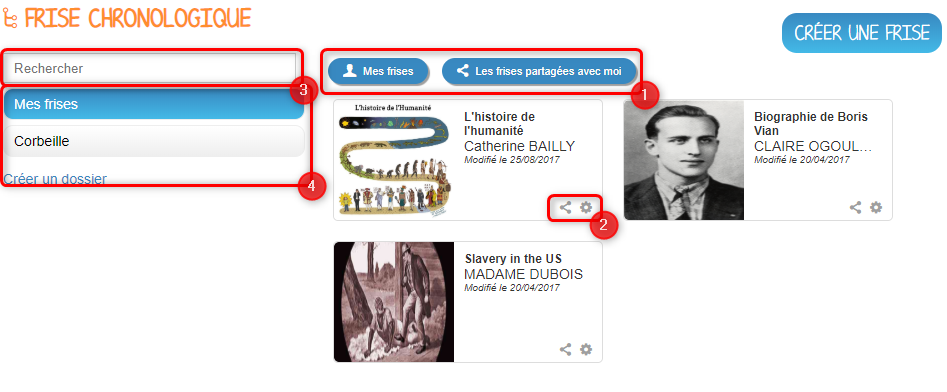 FRISE CHRONOLOGIQUE
CRÉER UNE FRISE
Rechercher
3
Mes frises
Corbeille
Créer un dossier
4
Mes frises
Les frises partagées avec moi
1
L'histoire de l'Humanité
L'histoire de
l'humanité
Catherine BAILLY
Modifié le 25/08/2017
2
Biographie de Boris
Vian
CLAIRE OGOUL...
Modifié le 20/04/2017
Slavery in the US
MADAME DUBOIS
Modifié le 20/04/2017